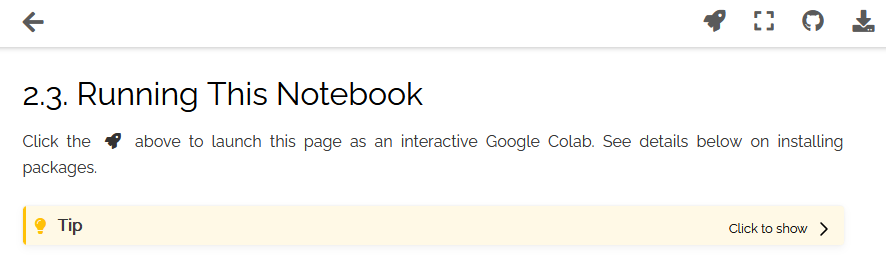 2.3. Running This Notebook
Click the above to launch this page as an interactive Google Colab. See details below on installing
packages.
Tip
Click to show